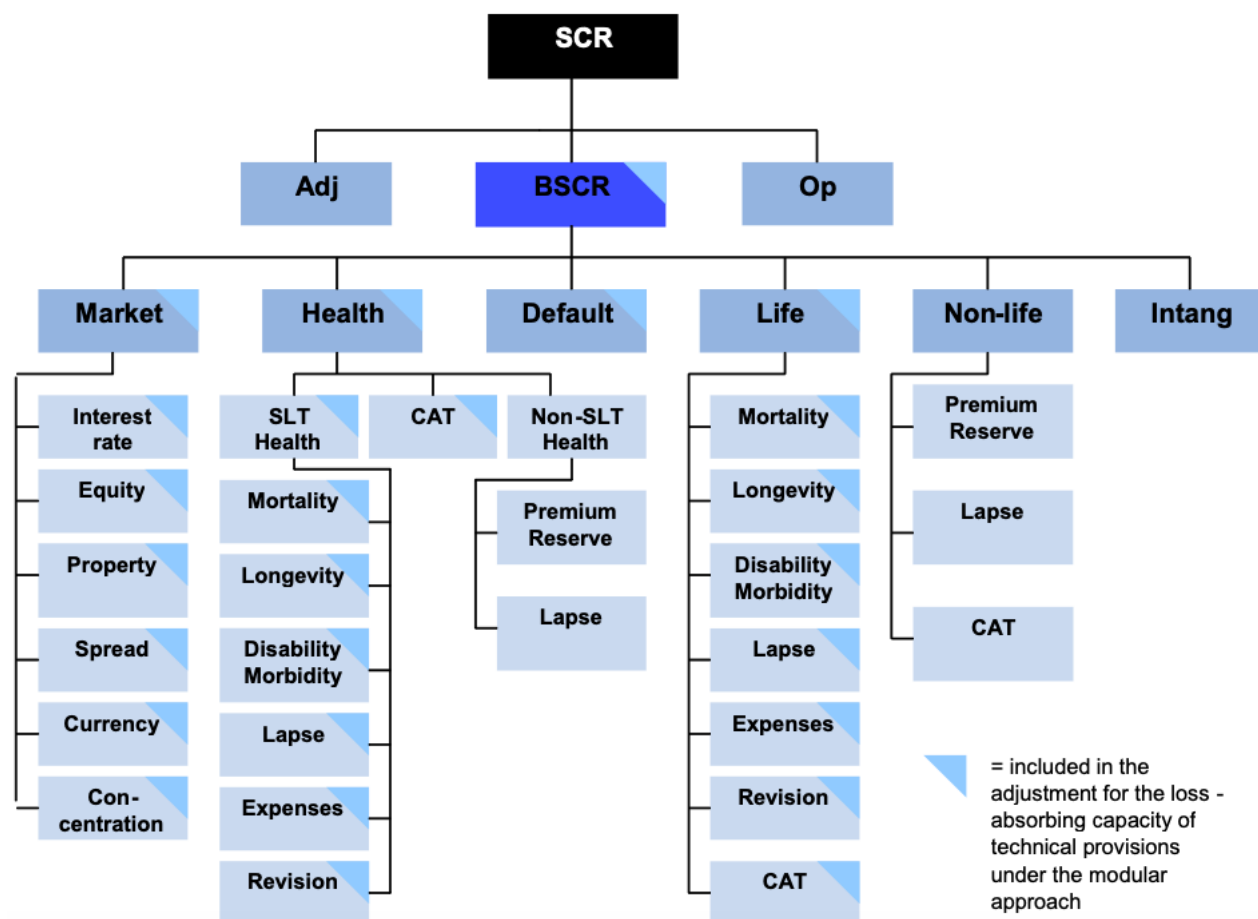 SCR
Adj
BSCR
Op
Market
Health
Default
Life
Non-life
Intang
Interest
rate
Equity
Property
Spread
Currency
Con-
centration
SLT
Health
CAT
Non-SLT
Health
Mortality
Longevity
Disability
Morbidity
Lapse
Expenses
Revision
Premium
Reserve
Lapse
Mortality
Longevity
Disability
Morbidity
Lapse
Expenses
Revision
CAT
Premium
Reserve
Lapse
CAT
= included in the
adjustment for the loss -
absorbing capacity of
technical provisions
under the modular
approach